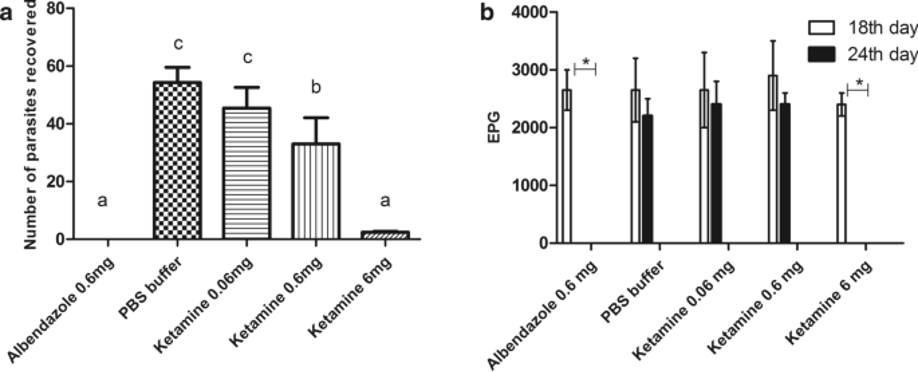 a
Number of parasites recovered
80
60
40
20
0
a
c
c
b
a
Albendazole 0.6mg
PBS buffer
Ketamine 0.06mg
Ketamine 0.6mg
Ketamine 6mg
b
EPG
4000
3000
2000
1000
0
18th day
24th day
*
*
Albendazole 0.6 mg
PBS buffer
Ketamine 0.06 mg
Ketamine 0.6 mg
Ketamine 6 mg